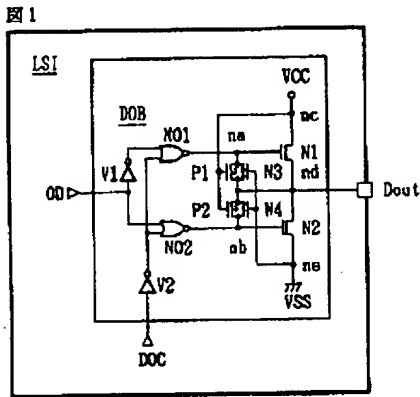 図1
LSI
DOB
VCC
nc
NO1
na
N1
V1
P1
N3
nd
OD
Dout
P2
N4
N2
NO2
nb
ne
V2
VSS
DOC